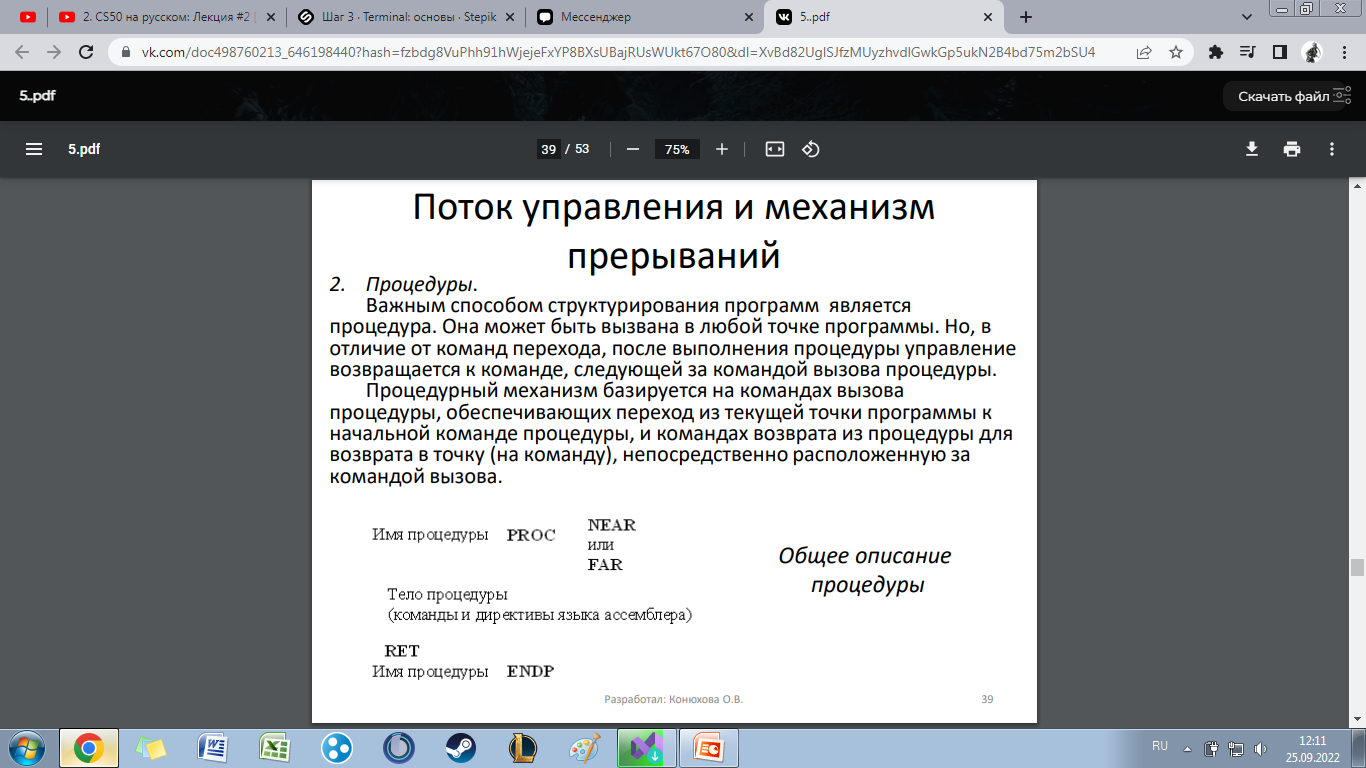 2. CS50 на русском: Лекция #2
Шаг 3 · Terminal: основы · Stepik
Мессенджер
5..pdf
vk.com/doc498760213_646198440?hash=fzbdg8VuPhh91hWjejeFxYP8BXsUBajRUsWUkt67O80&dl=XvBd82UgISJfzMUyzhvdIGwkGp5ukN2B4bd75m2bSU4
5..pdf
Скачать файл
5.pdf
39 / 53
75%
Поток управления и механизм
прерываний
2. Процедуры.
Важным способом структурирования программ является
процедура. Она может быть вызвана в любой точке программы. Но, в
отличие от команд перехода, после выполнения процедуры управление
возвращается к команде, следующей за командой вызова процедуры.
Процедурный механизм базируется на командах вызова
процедуры, обеспечивающих переход из текущей точки программы к
начальной команде процедуры, и командах возврата из процедуры для
возврата в точку (на команду), непосредственно расположенную за
командой вызова.
Имя процедуры PROC NEAR
или
FAR
Общее описание
процедуры
Тело процедуры
(команды и директивы языка ассемблера)
RET
Имя процедуры ENDP
Разработал: Конюхова О.В.
39
RU
12:11
25.09.2022